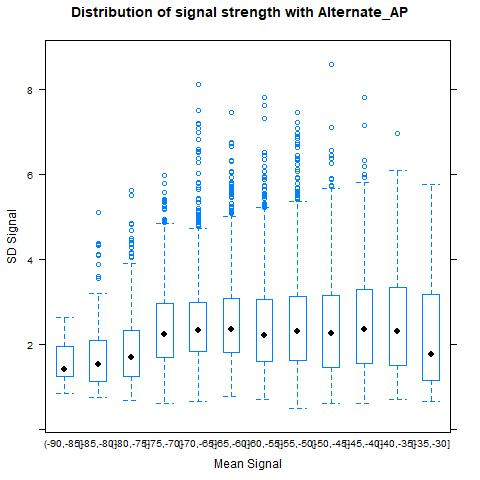 Distribution of signal strength with Alternate_AP
8
6
4
2
SD Signal
(-90,-85](-85,-80](-80,-75](-75,-70](-70,-65](-65,-60](-60,-55](-55,-50](-50,-45](-45,-40](-40,-35](-35,-30]
Mean Signal